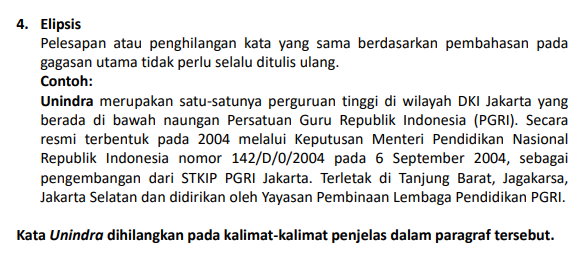 4. Elipsis
Pelesapan atau penghilangan kata yang sama berdasarkan pembahasan pada
gagasan utama tidak perlu selalu ditulis ulang.
Contoh:
Unindra merupakan satu-satunya perguruan tinggi di wilayah DKI Jakarta yang
berada di bawah naungan Persatuan Guru Republik Indonesia (PGRI). Secara
resmi terbentuk pada 2004 melalui Keputusan Menteri Pendidikan Nasional
Republik Indonesia nomor 142/D/0/2004 pada 6 September 2004, sebagai
pengembangan dari STKIP PGRI Jakarta. Terletak di Tanjung Barat, Jagakarsa,
Jakarta Selatan dan didirikan oleh Yayasan Pembinaan Lembaga Pendidikan PGRI.
Kata Unindra dihilangkan pada kalimat-kalimat penjelas dalam paragraf tersebut.